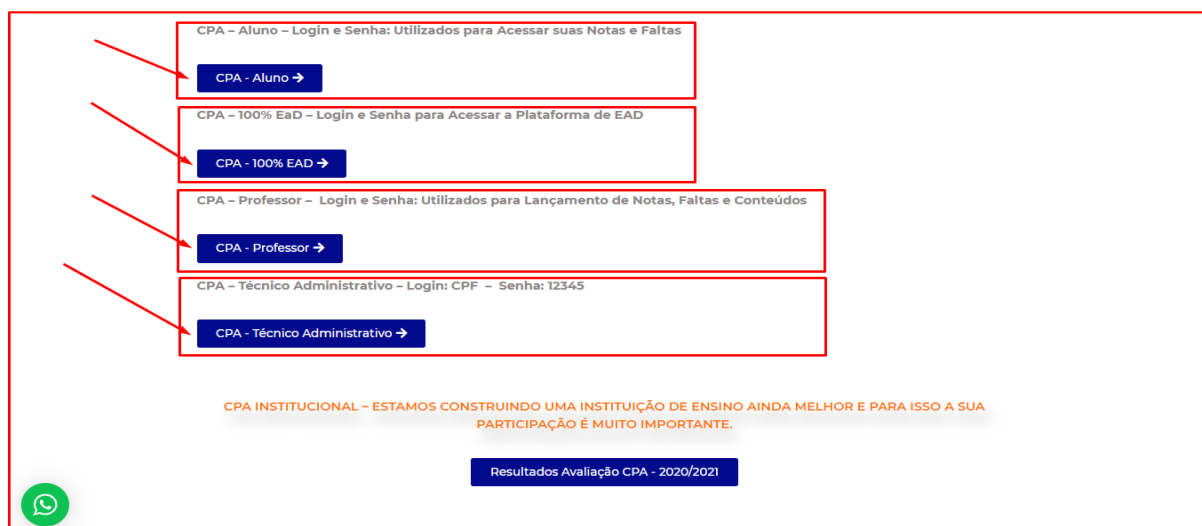 CPA – Aluno – Login e Senha: Utilizados para Acessar suas Notas e Faltas
CPA - Aluno →
CPA – 100% EaD – Login e Senha para Acessar a Plataforma de EAD
CPA - 100% EAD →
CPA – Professor –  Login e Senha: Utilizados para Lançamento de Notas, Faltas e Conteúdos
CPA - Professor →
CPA – Técnico Administrativo – Login: CPF  –  Senha: 12345
CPA - Técnico Administrativo →
CPA INSTITUCIONAL – ESTAMOS CONSTRUINDO UMA INSTITUIÇÃO DE ENSINO AINDA MELHOR E PARA ISSO A SUA
PARTICIPAÇÃO É MUITO IMPORTANTE.
Resultados Avaliação CPA - 2020/2021